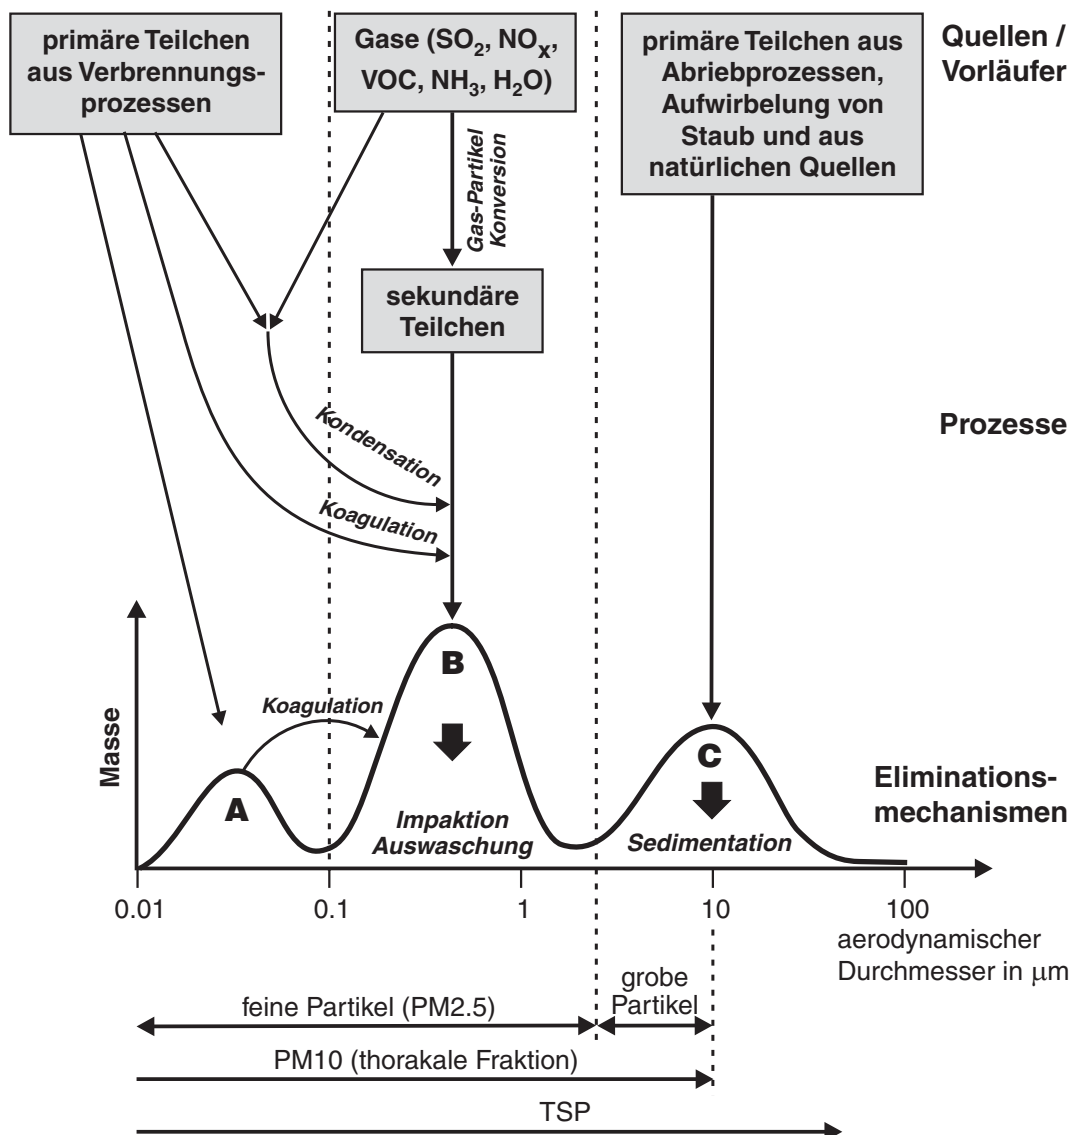 primäre Teilchen
aus Verbrennungs-
prozessen
Gase (SO₂, NOₓ,
VOC, NH₃, H₂O)
primäre Teilchen aus
Abriebprozessen,
Aufwirbelung von
Staub und aus
natürlichen Quellen
Quellen /
Vorläufer
Gas-Partikel
Konversion
sekundäre
Teilchen
Kondensation
Prozesse
Koagulation
Masse
Koagulation
A
B
C
Impaktion
Auswaschung
Sedimentation
Eliminations-
mechanismen
0.01
0.1
1
10
100
aerodynamischer
Durchmesser in µm
feine Partikel (PM2.5)
grobe
Partikel
PM10 (thorakale Fraktion)
TSP